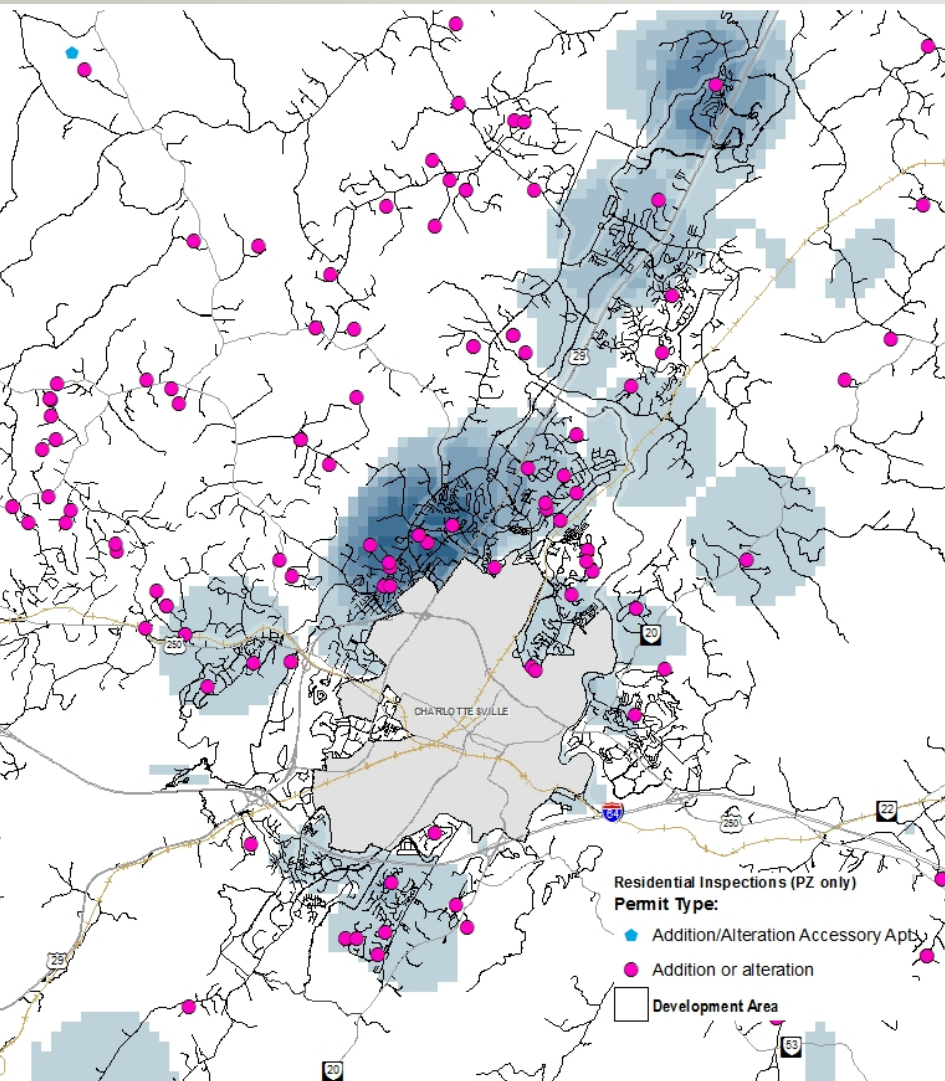 29
20
250
CHARLOTTESVILLE
64
22
250
Residential Inspections (PZ only)
Permit Type:
Addition/Alteration Accessory Apt
Addition or alteration
29
Development Area
53
20